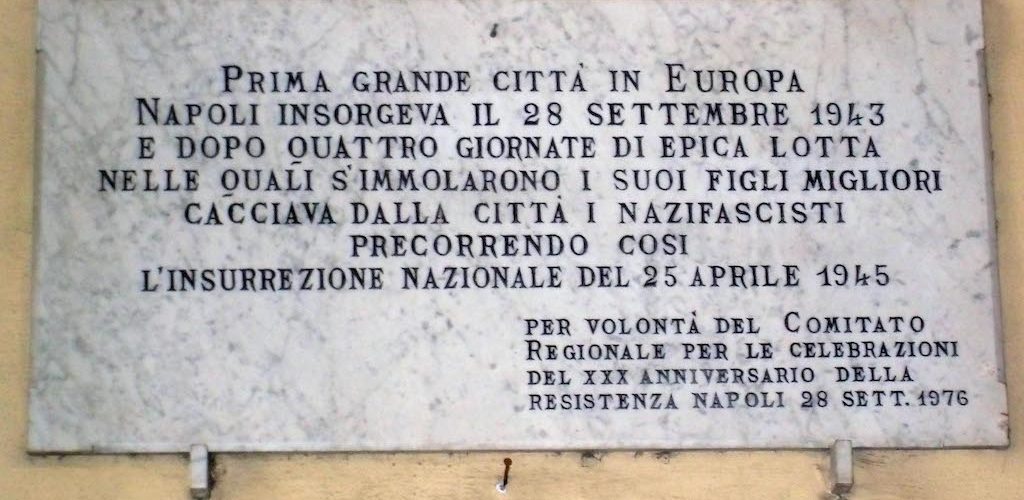 PRIMA GRANDE CITTÀ IN EUROPA
NAPOLI INSORGEVA IL 28 SETTEMBRE 1943
E DOPO QUATTRO GIORNATE DI EPICA LOTTA
NELLE QUALI S'IMMOLARONO I SUOI FIGLI MIGLIORI
CACCIAVA DALLA CITTÀ I NAZIFASCISTI
PRECORRENDO COSI
L'INSURREZIONE NAZIONALE DEL 25 APRILE 1945
PER VOLONTÀ DEL COMITATO
REGIONALE PER LE CELEBRAZIONI
DEL XXX ANNIVERSARIO DELLA
RESISTENZA NAPOLI 28 SETT. 1976